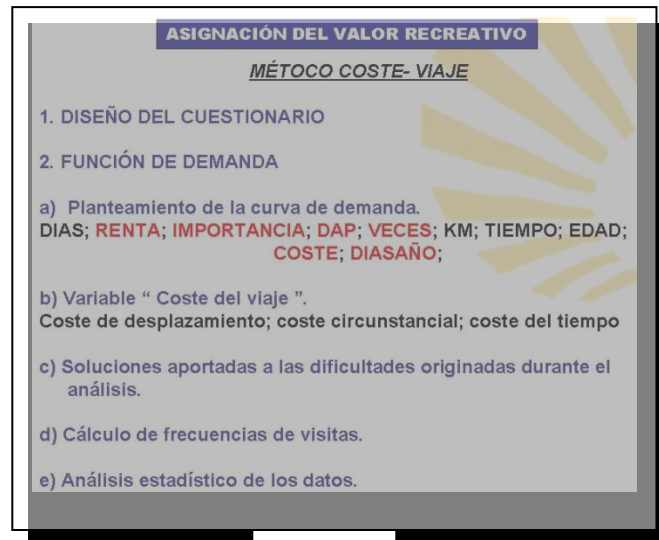 ASIGNACIÓN DEL VALOR RECREATIVO
MÉTOCO COSTE- VIAJE
1. DISEÑO DEL CUESTIONARIO
2. FUNCIÓN DE DEMANDA
a) Planteamiento de la curva de demanda.
DIAS; RENTA; IMPORTANCIA; DAP; VECES; KM; TIEMPO; EDAD;
COSTE; DIASAÑO;
b) Variable “ Coste del viaje ”.
Coste de desplazamiento; coste circunstancial; coste del tiempo
c) Soluciones aportadas a las dificultades originadas durante el
análisis.
d) Cálculo de frecuencias de visitas.
e) Análisis estadístico de los datos.